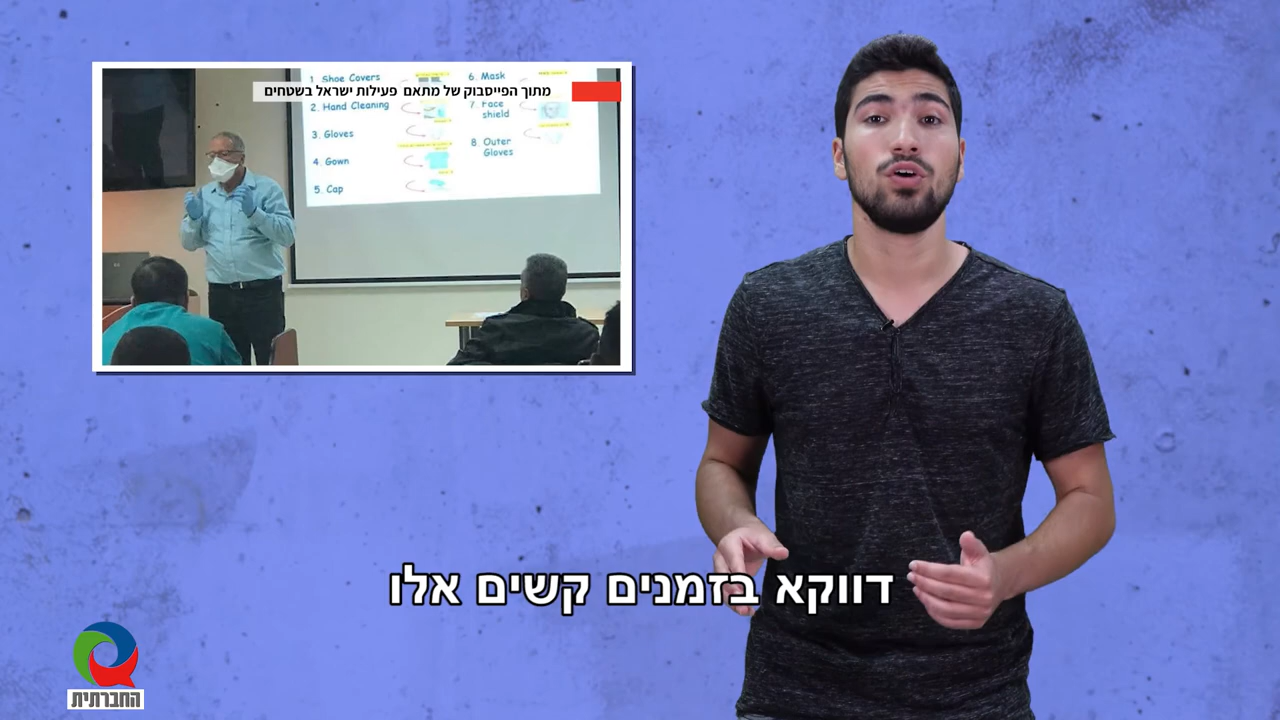 מתוך הפייסבוק של מתאם פעילות ישראל בשטחים
1. Shoe Covers
2. Hand Cleaning
3. Gloves
4. Gown
5. Cap
6. Mask
7. Face shield
8. Outer Gloves
דווקא בזמנים קשים אלו
החברתית